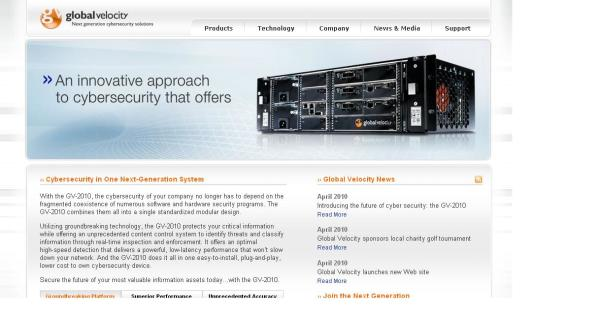 globalvelocity
Next generation cybersecurity solutions
Products
Technology
Company
News & Media
Support
» An innovative approach
to cybersecurity that offers
globalvelocity
» Cybersecurity in One Next-Generation System
With the GV-2010, the cybersecurity of your company no longer has to depend on the
fragmented coexistence of numerous software and hardware security programs. The
GV-2010 combines them all into a single standardized modular design.
Utilizing groundbreaking technology, the GV-2010 protects your critical information
while offering an unprecedented content control system to identify threats and classify
information through real-time inspection and enforcement. It offers an optimal
high-speed detection that delivers a powerful, low-latency performance that won't slow
down your network. And the GV-2010 does it all in one easy-to-install, plug-and-play,
lower cost to own cybersecurity device.
Secure the future of your most valuable information assets today...with the GV-2010.
Groundbreaking Platform
Superior Performance
Unprecedented Accuracy
» Global Velocity News
April 2010
Introducing the future of cyber security: the GV-2010
Read More
April 2010
Global Velocity sponsors local charity golf tournament
Read More
April 2010
Global Velocity launches new Web site
Read More
» Join the Next Generation